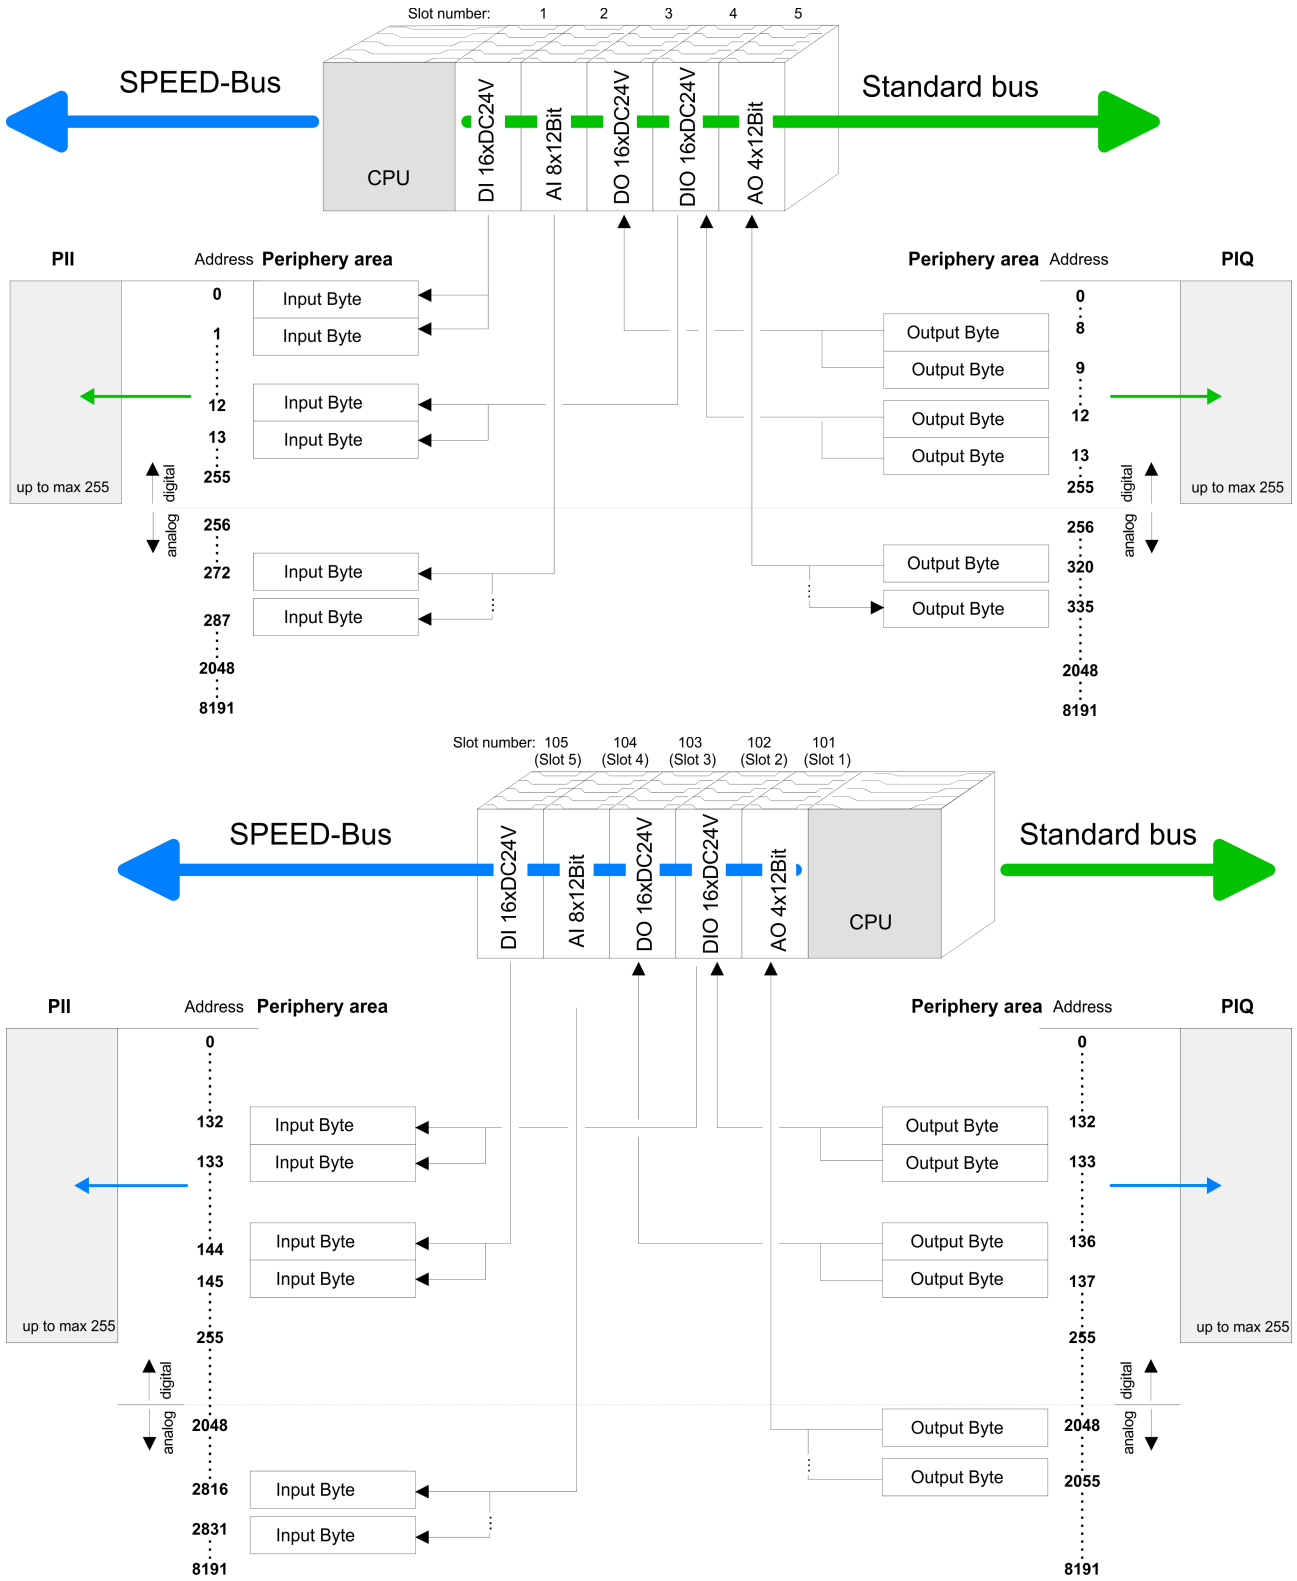 Slot number: 1 2 3 4 5
SPEED-Bus
Standard bus
CPU
DI 16xDC24V
AI 8x12Bit
DO 16xDC24V
DIO 16xDC24V
AO 4x12Bit
PII Address Periphery area
0 Input Byte
1 Input Byte
12 Input Byte
13 Input Byte
255
up to max 255
digital
analog
256
272 Input Byte
287 Input Byte
2048
8191
Periphery area Address PIQ
0
Output Byte 8
Output Byte 9
Output Byte 12
Output Byte 13
255
up to max 255
digital
analog
256
Output Byte 320
Output Byte 335
2048
8191
Slot number: 105 104 103 102 101
(Slot 5) (Slot 4) (Slot 3) (Slot 2) (Slot 1)
SPEED-Bus
Standard bus
DI 16xDC24V
AI 8x12Bit
DO 16xDC24V
DIO 16xDC24V
AO 4x12Bit
CPU
PII Address Periphery area
0
132 Input Byte
133 Input Byte
144 Input Byte
145 Input Byte
255
up to max 255
digital
analog
2048
2816 Input Byte
2831 Input Byte
8191
Periphery area Address PIQ
0
Output Byte 132
Output Byte 133
Output Byte 136
Output Byte 137
255
up to max 255
digital
analog
Output Byte 2048
Output Byte 2055
8191